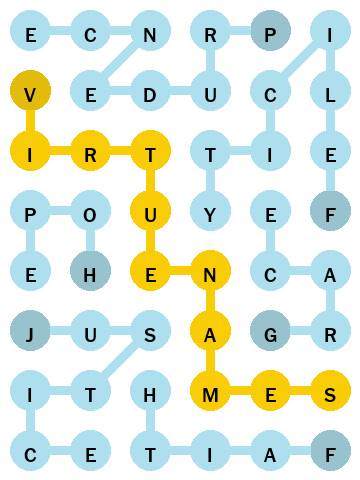 E C N R P I
V E D U C L
I R T T I E
P O U Y E F
E H E N C A
J U S A G R
I T H M E S
C E T I A F